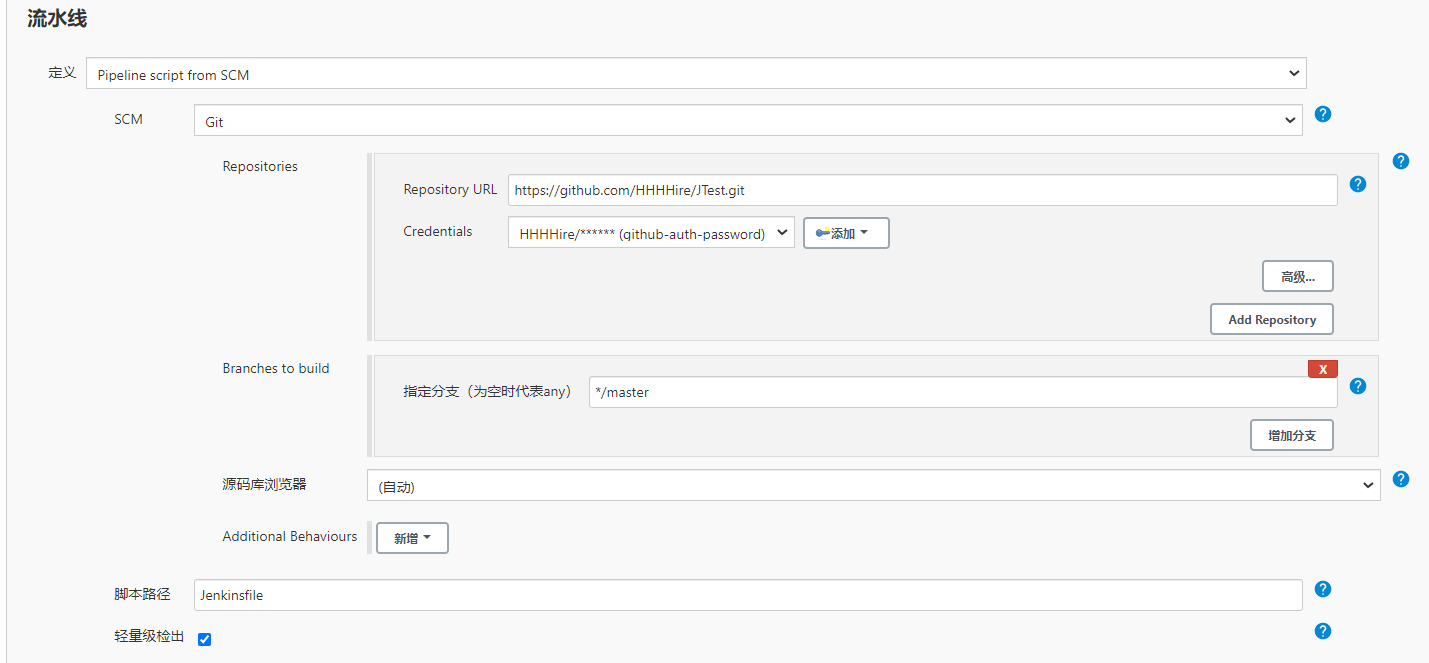 流水线
定义 Pipeline script from SCM
SCM Git
Repositories
Repository URL https://github.com/HHHHire/JTest.git
Credentials HHHHire/****** (github-auth-password) 添加
高级...
Add Repository
Branches to build
X
指定分支（为空时代表any） */master
增加分支
源码库浏览器 (自动)
Additional Behaviours 新增
脚本路径 Jenkinsfile
轻量级检出